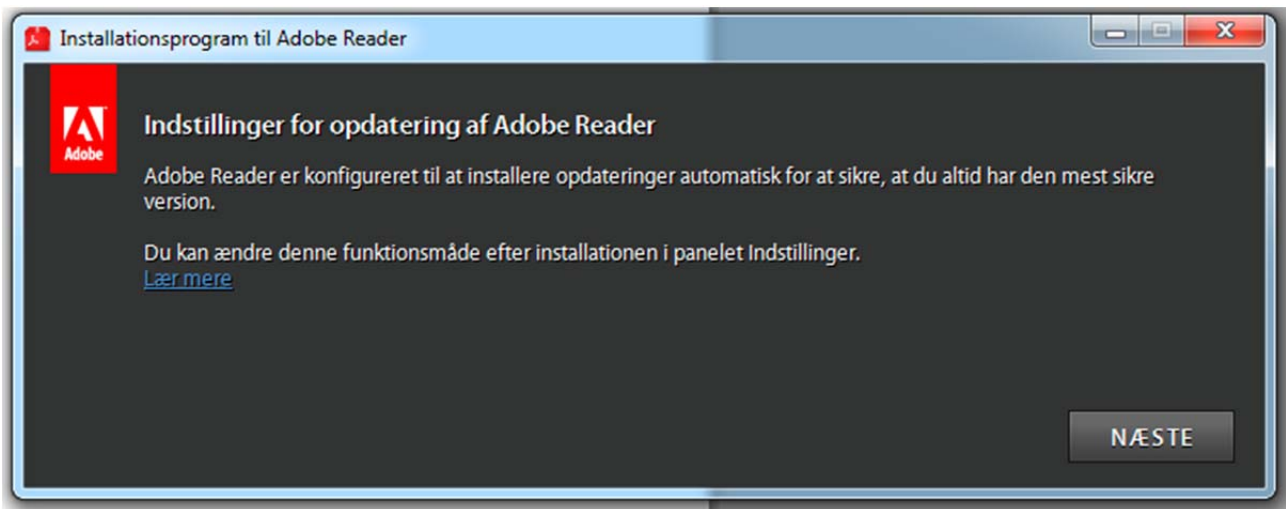 Installationsprogram til Adobe Reader
Adobe
Indstillinger for opdatering af Adobe Reader
Adobe Reader er konfigureret til at installere opdateringer automatisk for at sikre, at du altid har den mest sikre
version.
Du kan ændre denne funktionsmåde efter installationen i panelet Indstillinger.
Lær mere
NÆSTE